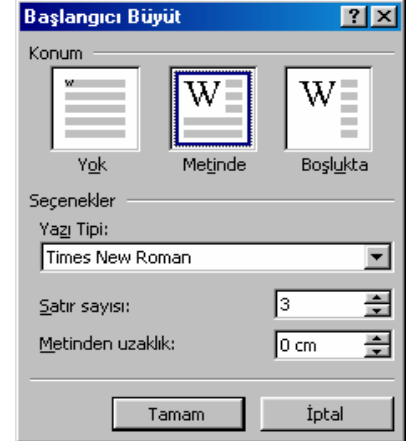 Başlangıcı Büyüt
Konum
W W W
Yok Metinde Boşlukta
Seçenekler
Yazı Tipi:
Times New Roman
Satır sayısı: 3
Metinden uzaklık: 0 cm
Tamam İptal